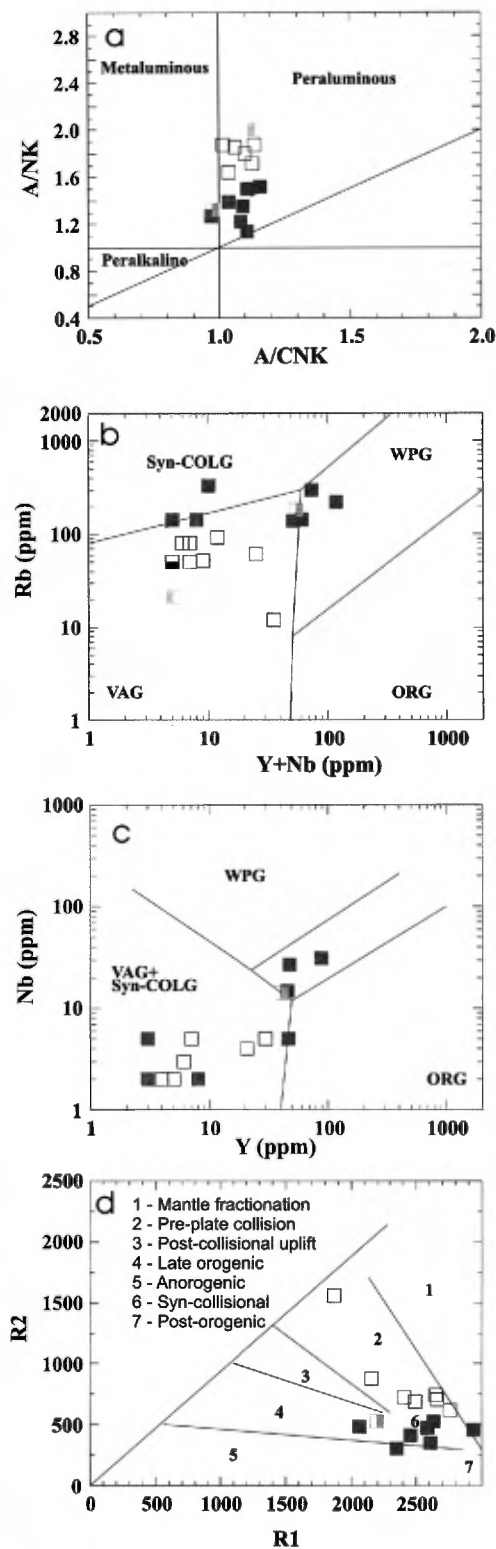 a
2.8
2.4
2.0
1.6
1.2
0.8
0.4
A/NK
Metaluminous
Peraluminous
Peralkaline
0.5
1.0
1.5
2.0
A/CNK
b
2000
1000
100
10
1
Rb (ppm)
Syn-COLG
WPG
VAG
ORG
1
10
100
1000
Y+Nb (ppm)
c
1000
100
10
1
Nb (ppm)
WPG
VAG+
Syn-COLG
ORG
1
10
100
1000
Y (ppm)
d
2500
2000
1500
1000
500
0
R2
1 - Mantle fractionation
2 - Pre-plate collision
3 - Post-collisional uplift
4 - Late orogenic
5 - Anorogenic
6 - Syn-collisional
7 - Post-orogenic
1
2
3
4
5
6
7
0
500
1000
1500
2000
2500
3000
R1